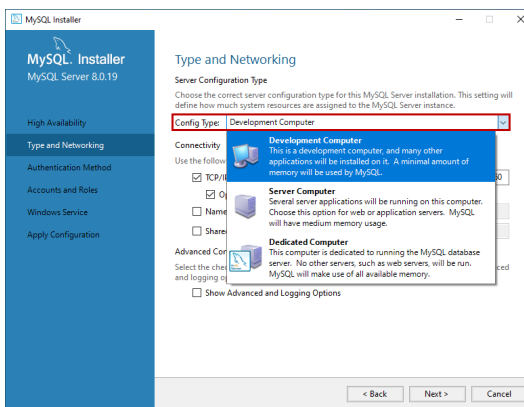 MySQL Installer
MySQL. Installer
MySQL Server 8.0.19
High Availability
Type and Networking
Authentication Method
Accounts and Roles
Windows Service
Apply Configuration
Type and Networking
Server Configuration Type
Choose the correct server configuration type for this MySQL Server installation. This setting will
define how much system resources are assigned to the MySQL Server instance.
Config Type: Development Computer
Development Computer
This is a development computer, and many other
applications will be installed on it. A minimal amount of
memory will be used by MySQL.
Server Computer
Several server applications will be running on this computer.
Choose this option for web or application servers. MySQL
will have medium memory usage.
Dedicated Computer
This computer is dedicated to running the MySQL database
server. No other servers, such as web servers, will be run.
MySQL will make use of all available memory.
Connectivity
Use the follow
TCP/I
60
Op
Name
Share
Advanced Con
Select the che
ced
and logging op
Show Advanced and Logging Options
< Back
Next >
Cancel